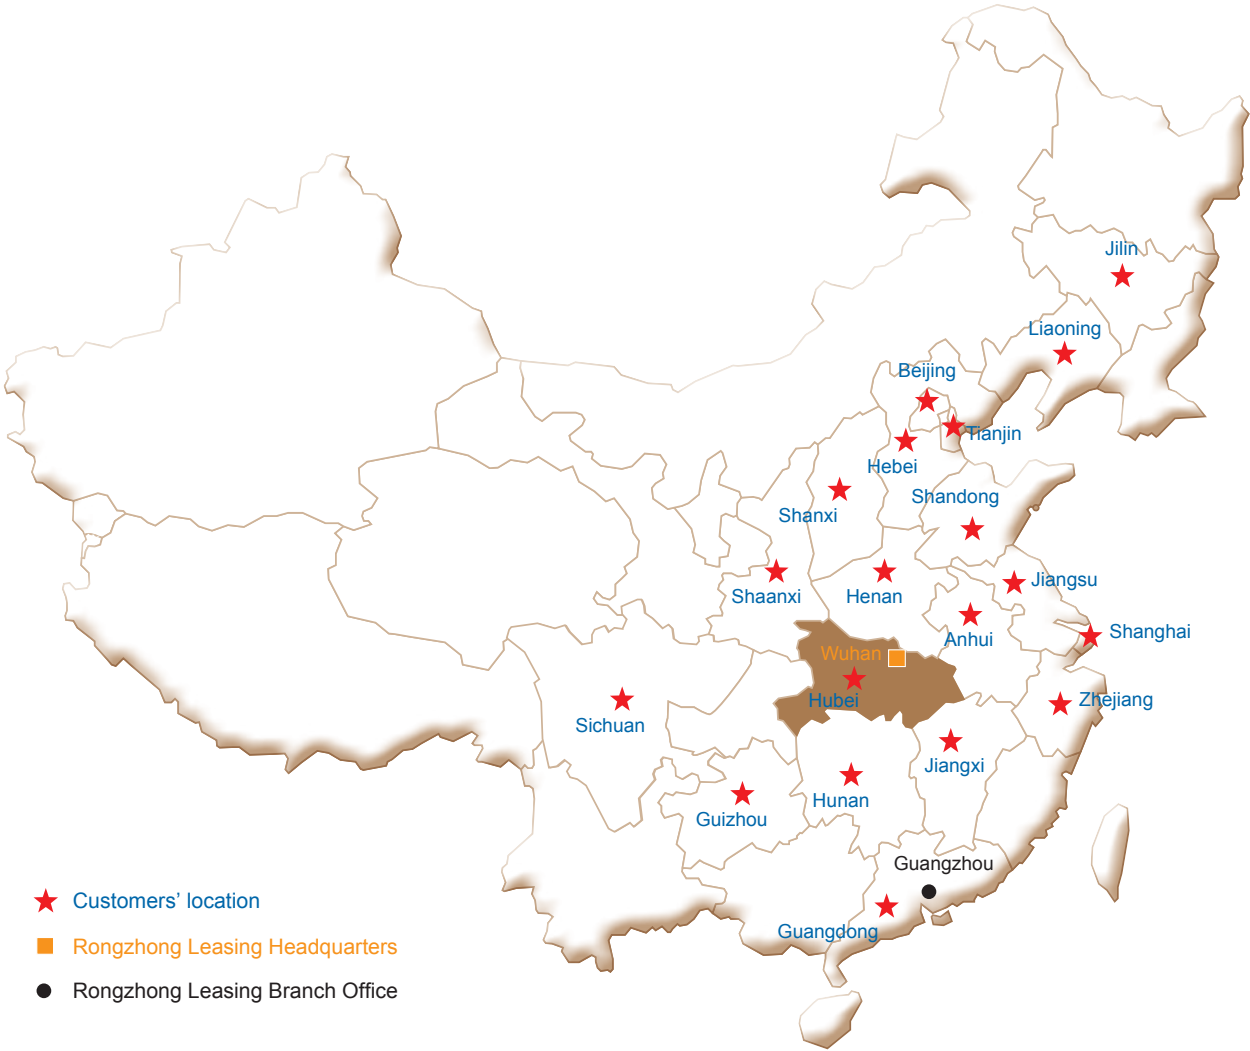 Jilin
Liaoning
Beijing
Tianjin
Hebei
Shandong
Shanxi
Jiangsu
Shaanxi
Henan
Anhui
Shanghai
Wuhan
Hubei
Zhejiang
Sichuan
Jiangxi
Hunan
Guizhou
Guangzhou
Guangdong
Customers’ location
Rongzhong Leasing Headquarters
Rongzhong Leasing Branch Office